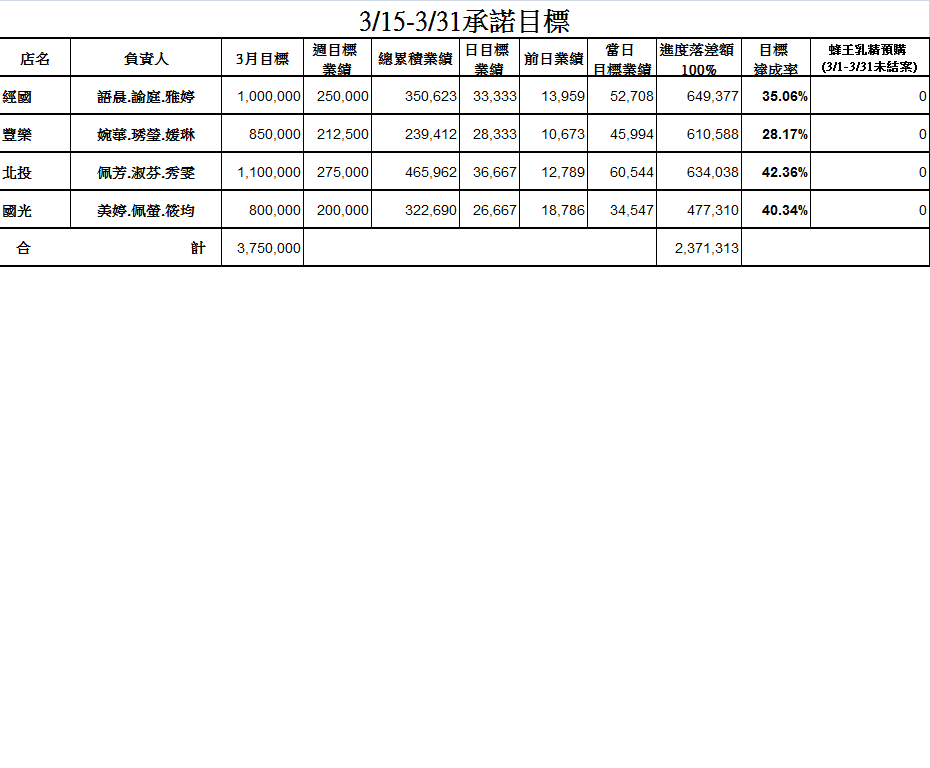 3/15-3/31承諾目標
店名 負責人 3月目標 週目標業績 總累積業績 日目標業績 前日業績 當日目標業績 進度落差額100% 目標達成率 蜂王乳精預購(3/1-3/31未結案)
經國 語晨.諭庭.雅婷 1,000,000 250,000 350,623 33,333 13,959 52,708 649,377 35.06% 0
豐樂 婉華.琇瑩.媛琳 850,000 212,500 239,412 28,333 10,673 45,994 610,588 28.17% 0
北投 佩芳.淑芬.秀雯 1,100,000 275,000 465,962 36,667 12,789 60,544 634,038 42.36% 0
國光 美婷.佩螢.筱均 800,000 200,000 322,690 26,667 18,786 34,547 477,310 40.34% 0
合 計 3,750,000 2,371,313